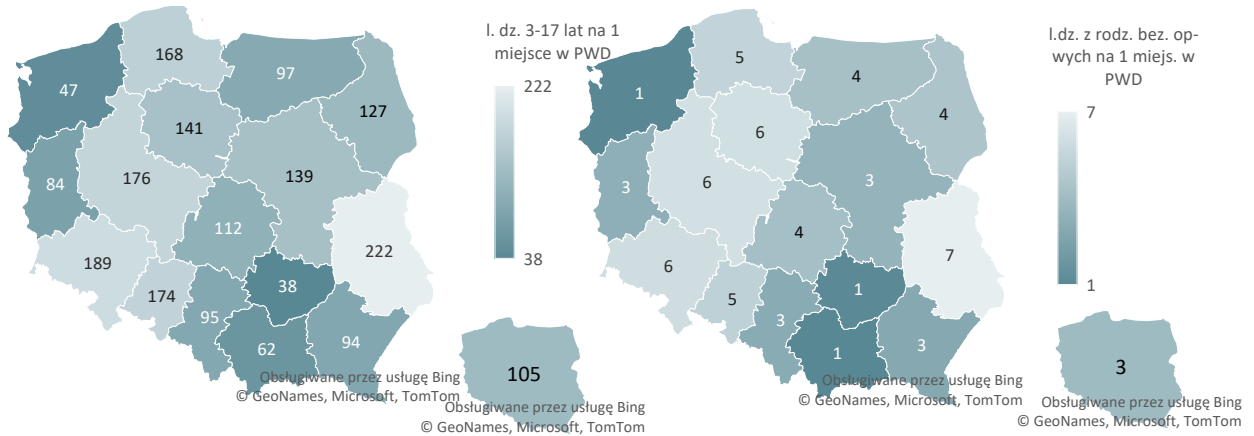 168
97
47
127
141
139
176
84
112
222
189
38
174
95
94
62
Obsługiwane przez usługę Bing
© GeoNames, Microsoft, TomTom
l. dz. 3-17 lat na 1
miejsce w PWD
222
38
105
Obsługiwane przez usługę Bing
© GeoNames, Microsoft, TomTom
5
4
1
4
6
3
6
3
4
7
6
1
5
3
3
1
Obsługiwane przez usługę Bing
© GeoNames, Microsoft, TomTom
l.dz. z rodz. bez. op-
wych na 1 miejs. w
PWD
7
1
3
Obsługiwane przez usługę Bing
© GeoNames, Microsoft, TomTom